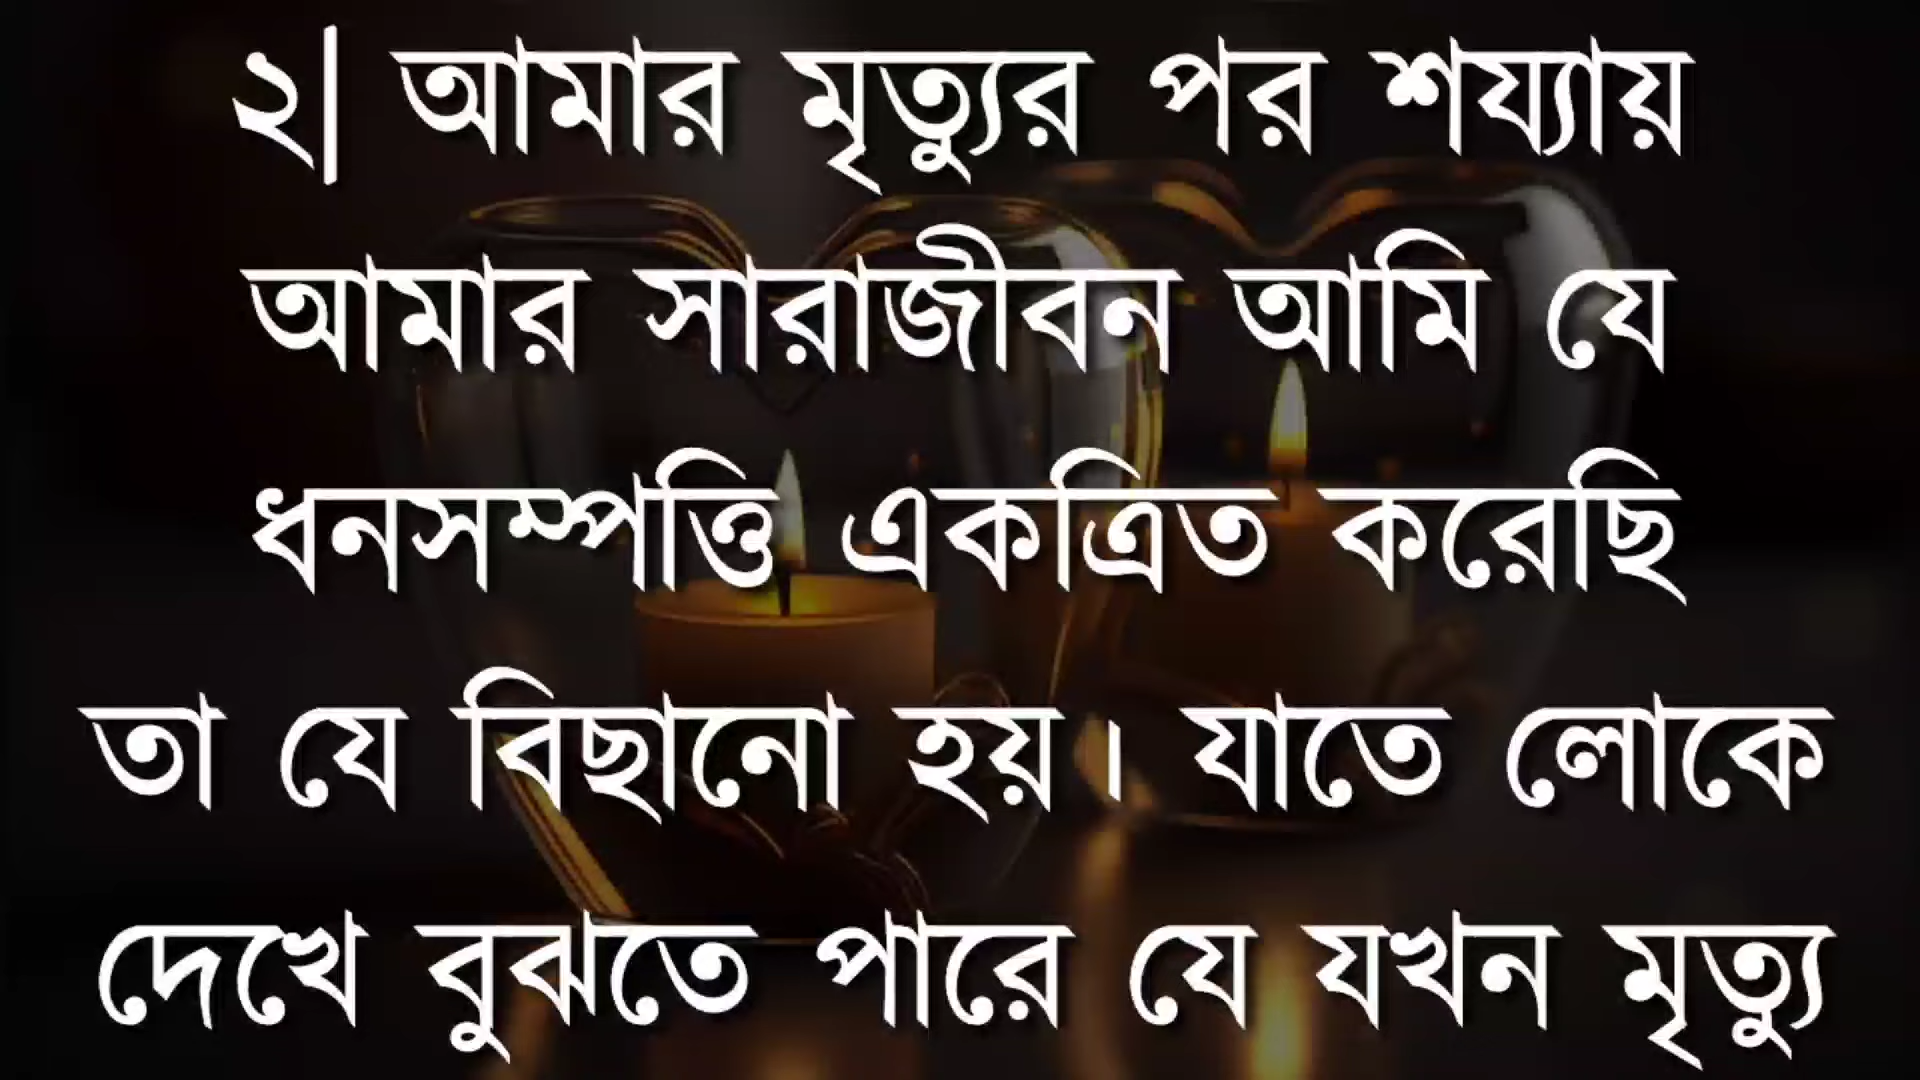 ২| আমার মৃত্যুর পর শয্যায়
আমার সারাজীবন আমি যে
ধনসম্পত্তি একত্রিত করেছি
তা যে বিছানো হয়। যাতে লোকে
দেখে বুঝতে পারে যে যখন মৃত্যু